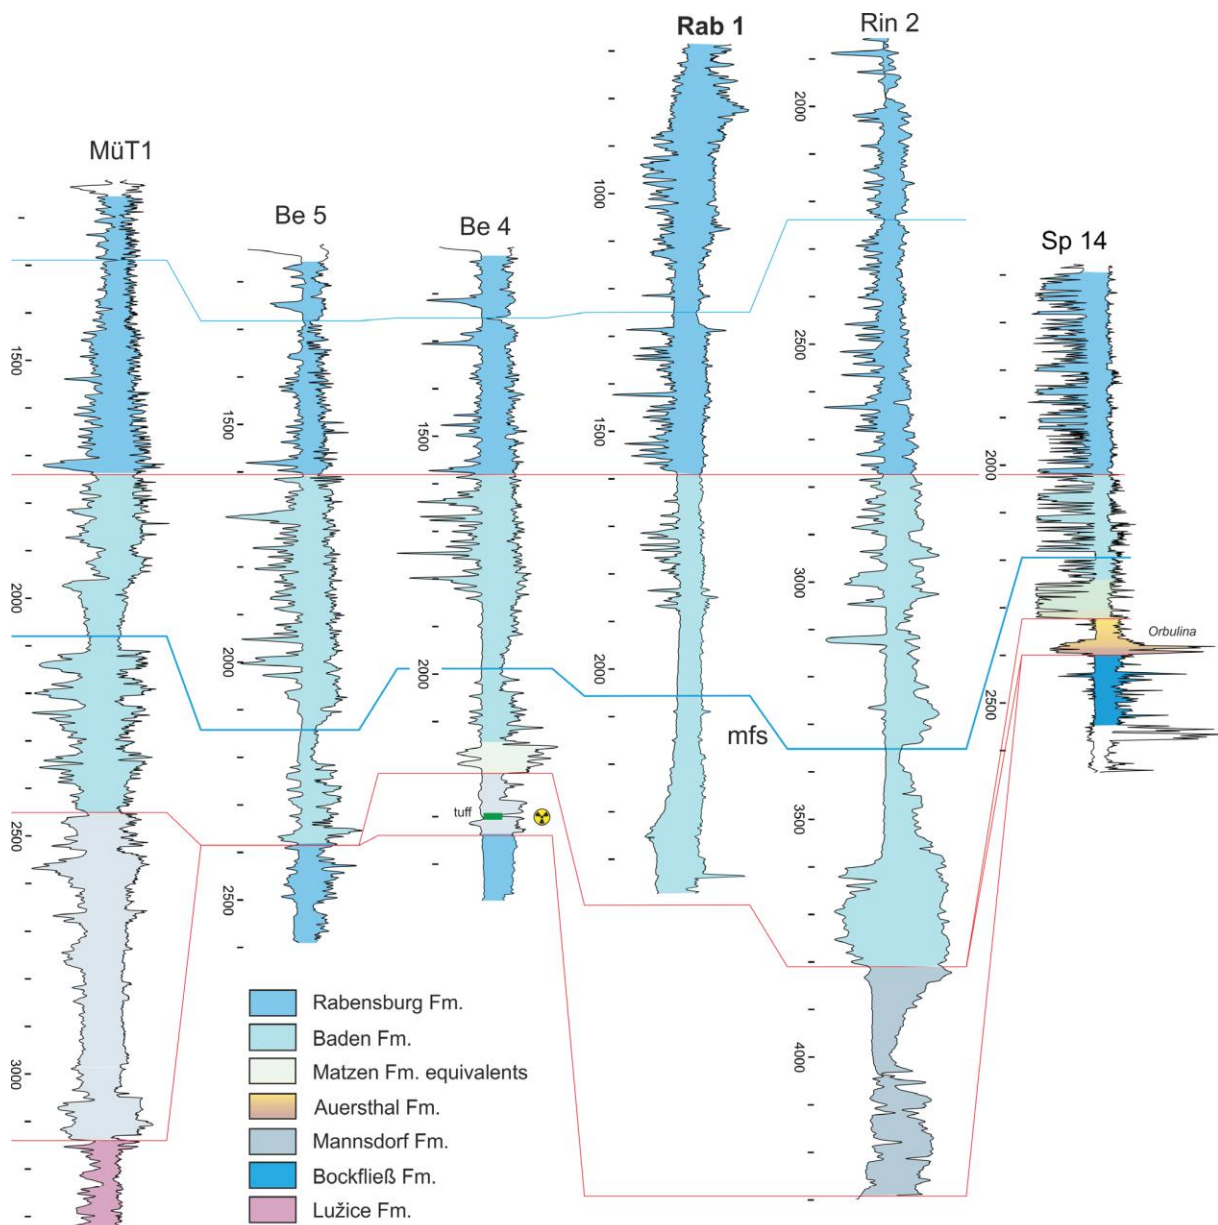 MüT1
Be 5
Be 4
Rab 1
Rin 2
Sp 14
1500
2000
2500
3000
1500
2000
2500
1500
2000
1000
1500
2000
2000
2500
3000
3500
4000
2000
2500
mfs
Orbulina
tuff
Rabensburg Fm.
Baden Fm.
Matzen Fm. equivalents
Auersthal Fm.
Mannsdorf Fm.
Bockfließ Fm.
Lužice Fm.